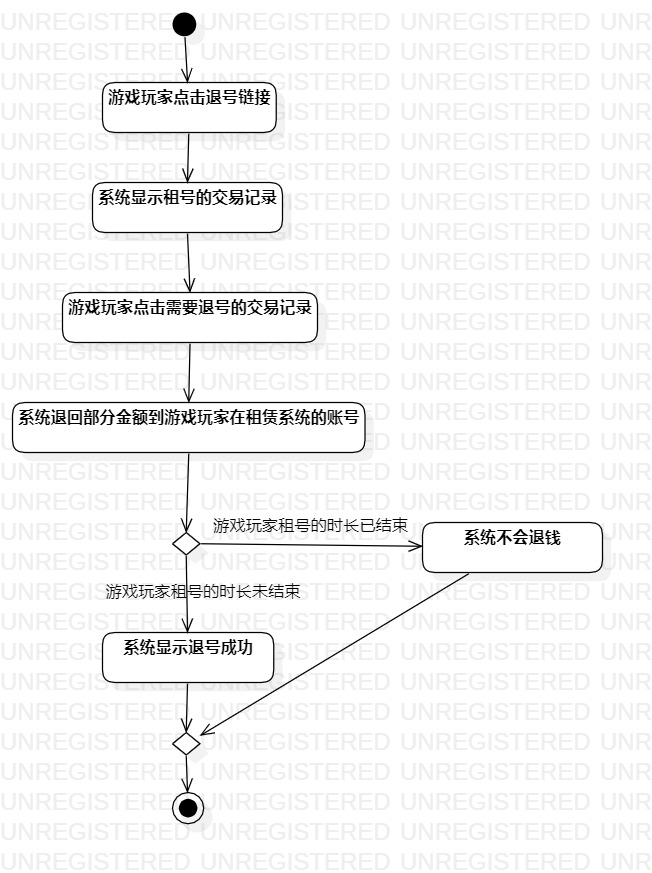 游戏玩家点击退号链接
系统显示租号的交易记录
游戏玩家点击需要退号的交易记录
系统退回部分金额到游戏玩家在租赁系统的账号
游戏玩家租号的时长已结束
系统不会退钱
游戏玩家租号的时长未结束
系统显示退号成功
UNREGISTERED